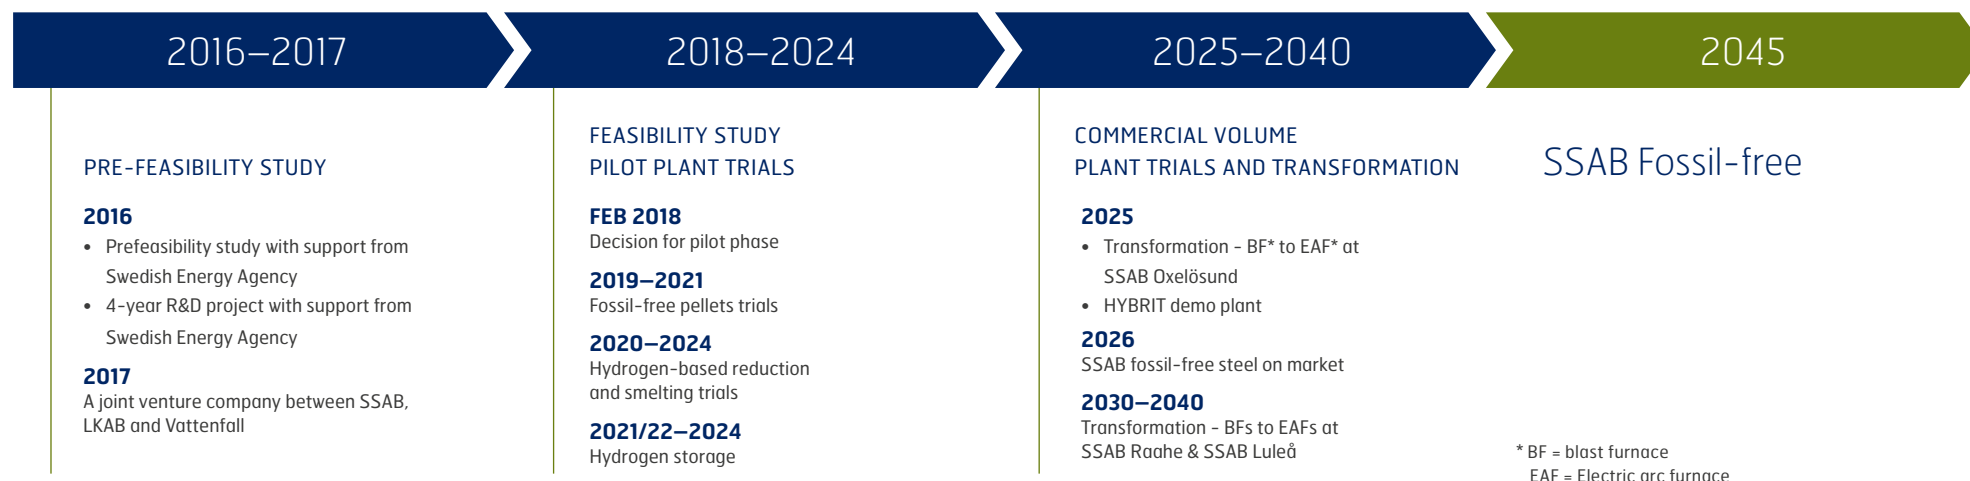 2016–2017
2018–2024
2025–2040
2045
PRE-FEASIBILITY STUDY
2016
• Prefeasibility study with support from
Swedish Energy Agency
• 4-year R&D project with support from
Swedish Energy Agency
2017
A joint venture company between SSAB,
LKAB and Vattenfall
FEASIBILITY STUDY
PILOT PLANT TRIALS
FEB 2018
Decision for pilot phase
2019–2021
Fossil-free pellets trials
2020–2024
Hydrogen-based reduction
and smelting trials
2021/22–2024
Hydrogen storage
COMMERCIAL VOLUME
PLANT TRIALS AND TRANSFORMATION
2025
• Transformation - BF* to EAF* at
SSAB Oxelösund
• HYBRIT demo plant
2026
SSAB fossil-free steel on market
2030–2040
Transformation - BFs to EAFs at
SSAB Raahe & SSAB Luleå
SSAB Fossil-free
* BF = blast furnace
EAF = Electric arc furnace